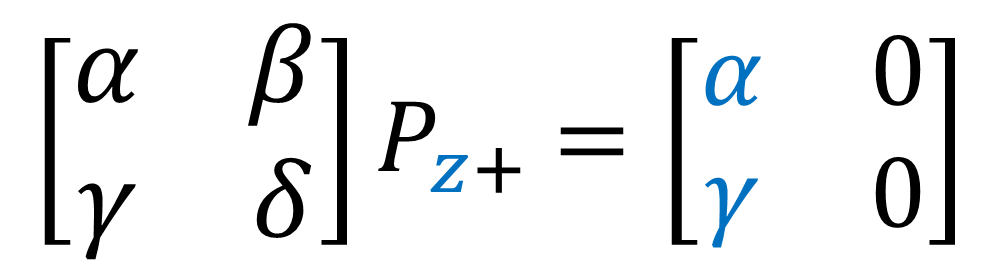 [α β
γ δ] P_{z+} = [α 0
γ 0]